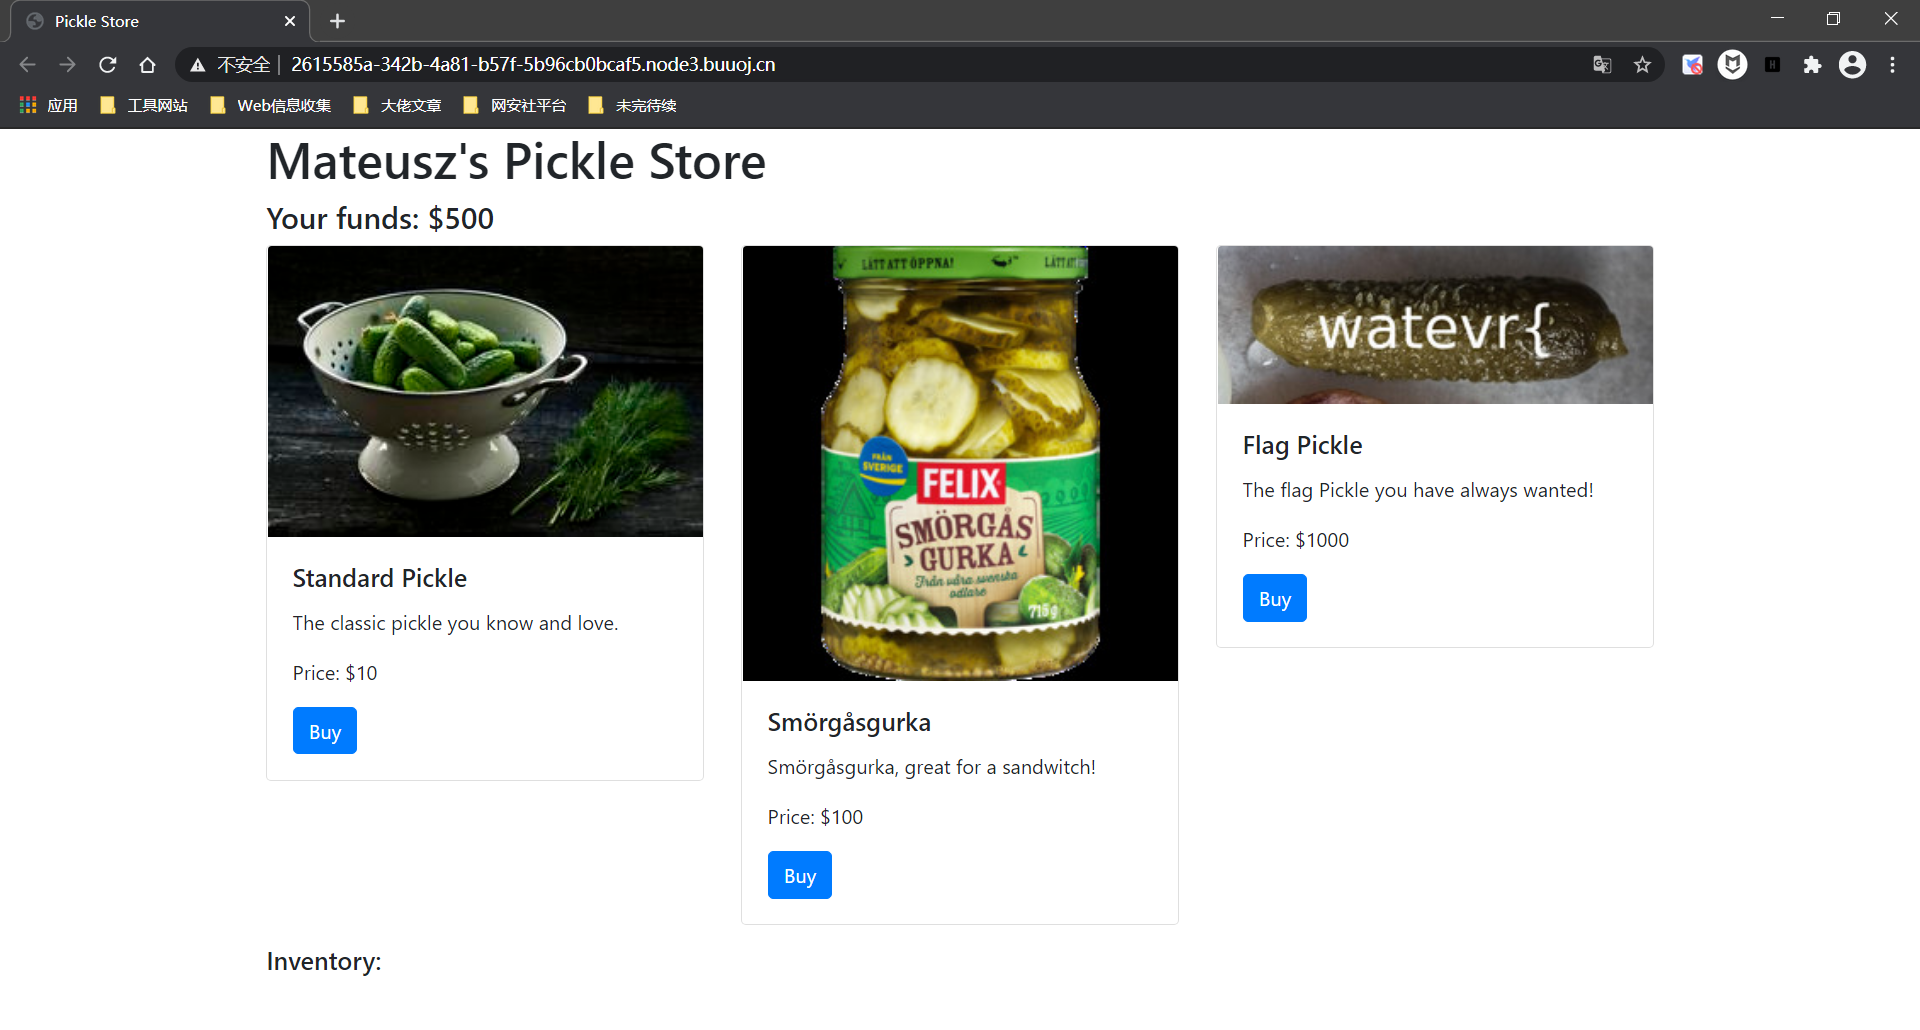 Pickle Store
不安全
2615585a-342b-4a81-b57f-5b96cb0bcaf5.node3.buuoj.cn
应用
工具网站
Web信息收集
大佬文章
网安社平台
未完待续
Mateusz's Pickle Store
Your funds: $500
Standard Pickle
The classic pickle you know and love.
Price: $10
Buy
LÄTT ATT ÖPPNA!
LÄTT AT
FRÅN
SVERIGE
FELIX
SMÖRGÅS
GURKA
Från våra svenska
odlare
715g
Smörgåsgurka
Smörgåsgurka, great for a sandwitch!
Price: $100
Buy
watevr{
Flag Pickle
The flag Pickle you have always wanted!
Price: $1000
Buy
Inventory: